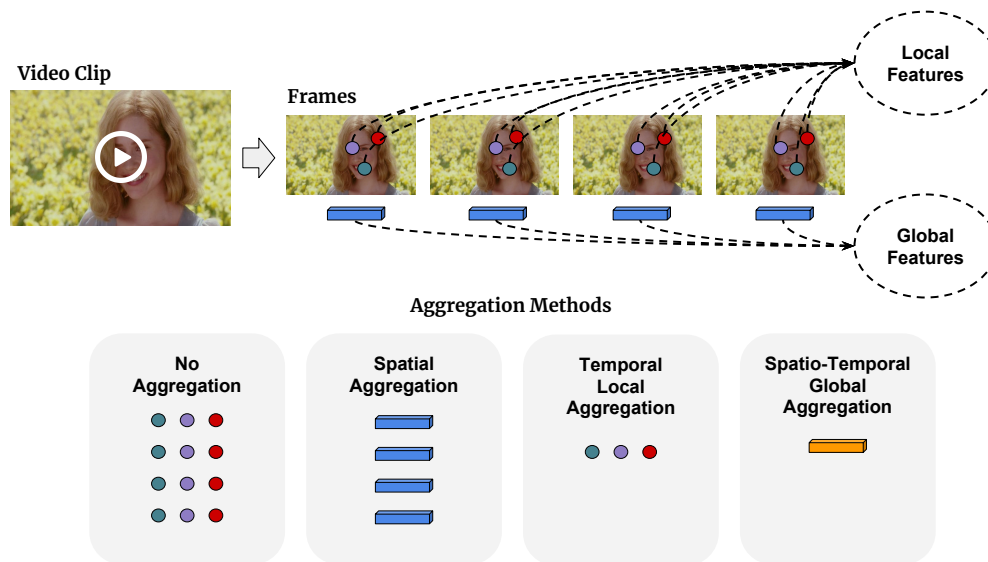 Video Clip
Frames
Local
Features
Global
Features
Aggregation Methods
No
Aggregation
Spatial
Aggregation
Temporal
Local
Aggregation
Spatio-Temporal
Global
Aggregation